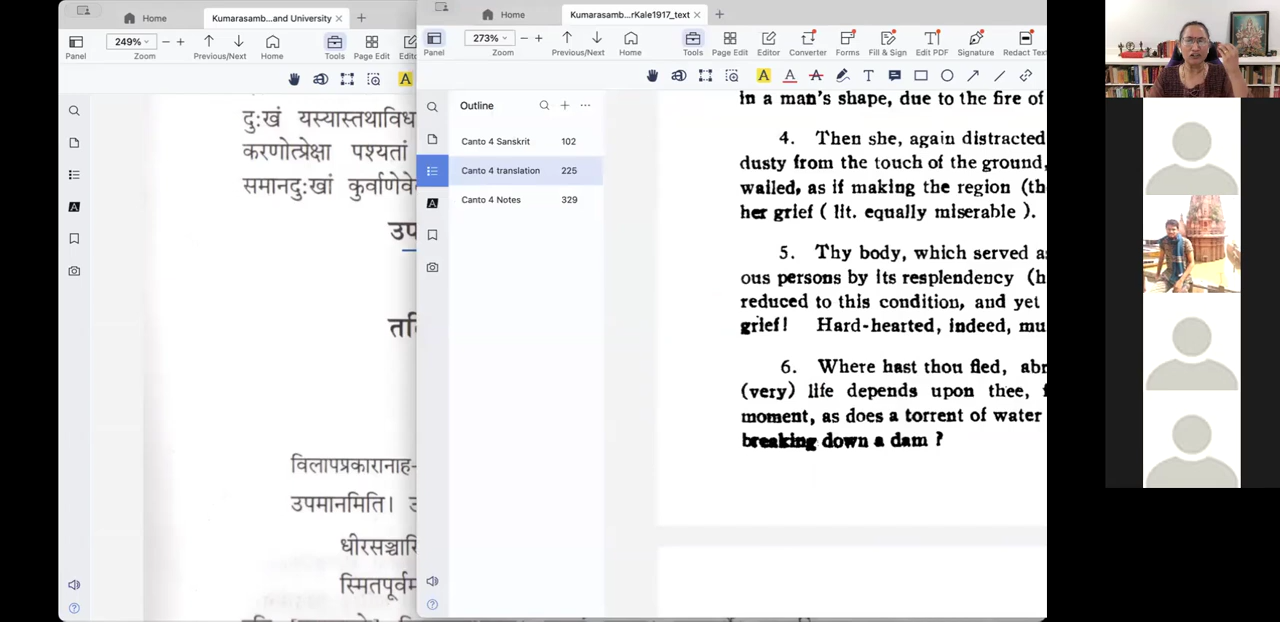 Home
Kumarasamb...and University
249%
Panel
Zoom
Previous/Next
Home
Tools
Page Edit
दुःखं यस्यास्तथाविध
करणोत्प्रेक्षा पश्यतां
समानदुःखां कुर्वाणेवे
उप
विलापप्रकारानाह-
उपमानमिति।
धीरसञ्चारि
स्मितपूर्वम
Home
Kumarasamb...rKale1917_text
273%
Panel
Zoom
Previous/Next
Home
Tools
Page Edit
Editor
Converter
Forms
Fill & Sign
Edit PDF
Signature
Redact Text
Outline
Canto 4 Sanskrit 102
Canto 4 translation 225
Canto 4 Notes 329
in a man's shape, due to the fire of
4. Then she, again distracted
dusty from the touch of the ground,
wailed, as if making the region (th
her grief ( lit. equally miserable ).
5. Thy body, which served a
ous persons by its resplendency (h
reduced to this condition, and yet
grief! Hard-hearted, indeed, mu
6. Where hast thou fled, abr
(very) life depends upon thee,
moment, as does a torrent of water
breaking down a dam ?